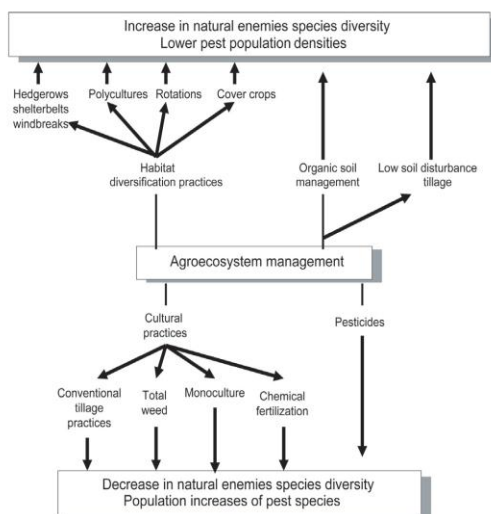 Increase in natural enemies species diversity
Lower pest population densities
Hedgerows
shelterbelts
windbreaks
Polycultures
Rotations
Cover crops
Habitat
diversification practices
Organic soil
management
Low soil disturbance
tillage
Agroecosystem management
Cultural
practices
Pesticides
Conventional
tillage
practices
Total
weed
Monoculture
Chemical
fertilization
Decrease in natural enemies species diversity
Population increases of pest species